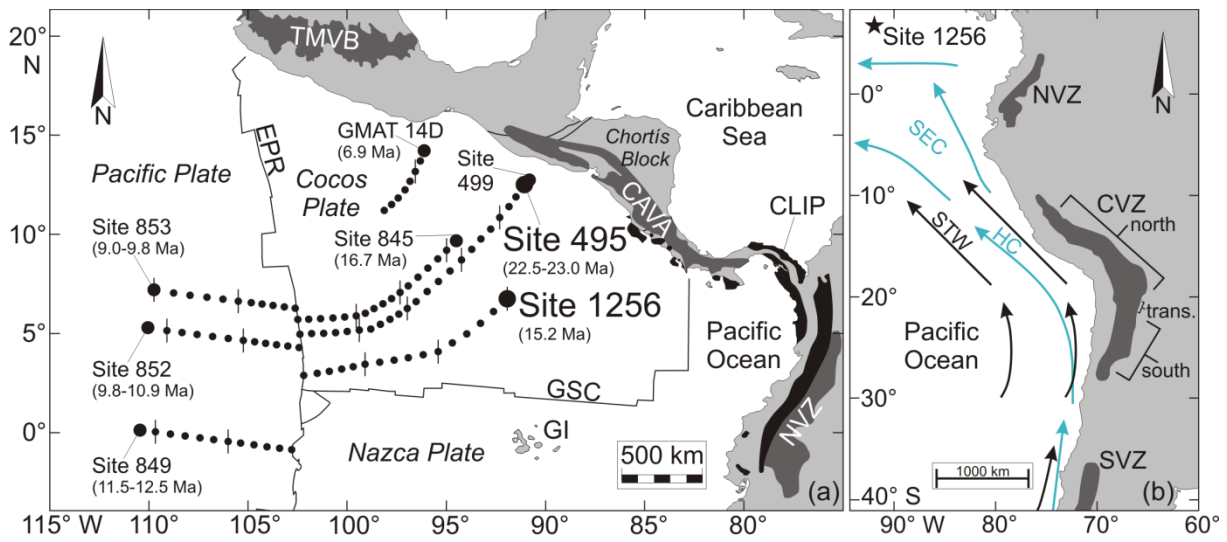 20°
N
15°
10°
5°
0°
115° W
110°
105°
100°
95°
90°
85°
80°
TMVB
N
EPR
Pacific Plate
Cocos
Plate
GMAT 14D
(6.9 Ma)
Site
499
Chortís
Block
Caribbean
Sea
CAVA
CLIP
Site 853
(9.0-9.8 Ma)
Site 845
(16.7 Ma)
Site 495
(22.5-23.0 Ma)
Site 1256
(15.2 Ma)
Site 852
(9.8-10.9 Ma)
Pacific
Ocean
GSC
NVZ
Site 849
(11.5-12.5 Ma)
Nazca Plate
GI
500 km
(a)
Site 1256
N
0°
10°
20°
30°
40° S
90° W
80°
70°
60°
NVZ
SEC
STW
HC
CVZ
north
trans.
south
Pacific
Ocean
SVZ
1000 km
(b)